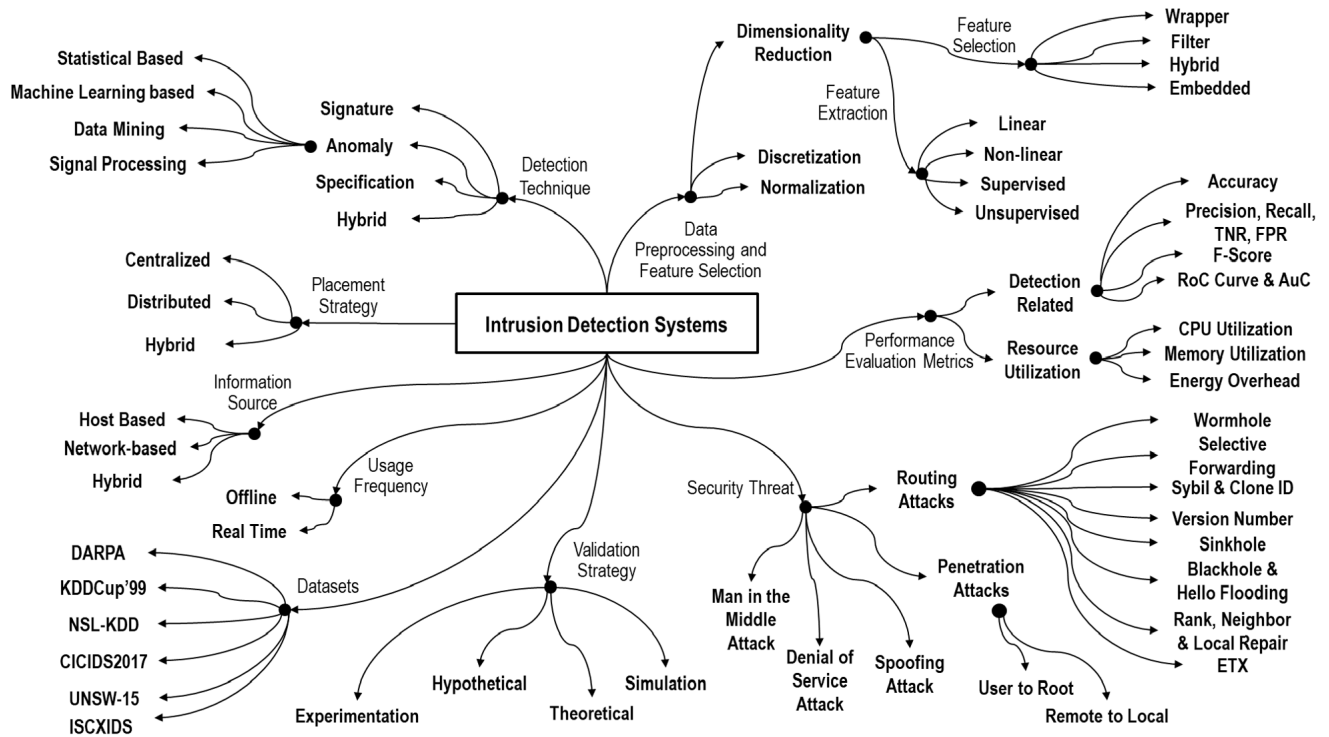 Statistical Based
Machine Learning based
Data Mining
Signal Processing
Signature
Anomaly
Specification
Hybrid
Detection
Technique
Dimensionality
Reduction
Feature
Selection
Wrapper
Filter
Hybrid
Embedded
Feature
Extraction
Linear
Non-linear
Supervised
Unsupervised
Discretization
Normalization
Data
Preprocessing and
Feature Selection
Centralized
Distributed
Hybrid
Placement
Strategy
Intrusion Detection Systems
Performance
Evaluation Metrics
Detection
Related
Accuracy
Precision, Recall,
TNR, FPR
F-Score
RoC Curve & AuC
Resource
Utilization
CPU Utilization
Memory Utilization
Energy Overhead
Information
Source
Host Based
Network-based
Hybrid
Usage
Frequency
Offline
Real Time
Datasets
DARPA
KDDCup’99
NSL-KDD
CICIDS2017
UNSW-15
ISCXIDS
Validation
Strategy
Experimentation
Hypothetical
Theoretical
Simulation
Security Threat
Man in the
Middle
Attack
Denial of
Service
Attack
Spoofing
Attack
Penetration
Attacks
User to Root
Remote to Local
Routing
Attacks
Wormhole
Selective
Forwarding
Sybil & Clone ID
Version Number
Sinkhole
Blackhole &
Hello Flooding
Rank, Neighbor
& Local Repair
ETX